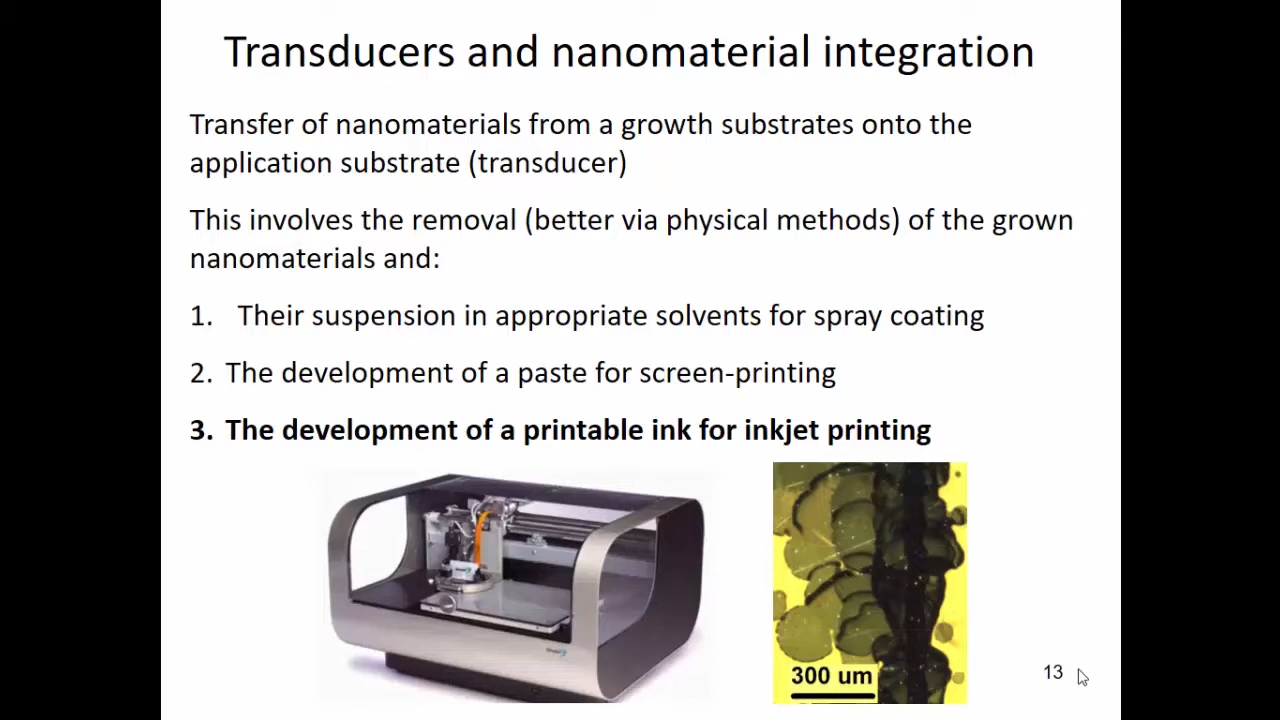 Transducers and nanomaterial integration
Transfer of nanomaterials from a growth substrates onto the
application substrate (transducer)
This involves the removal (better via physical methods) of the grown
nanomaterials and:
1. Their suspension in appropriate solvents for spray coating
2. The development of a paste for screen-printing
3. The development of a printable ink for inkjet printing
300 um
13